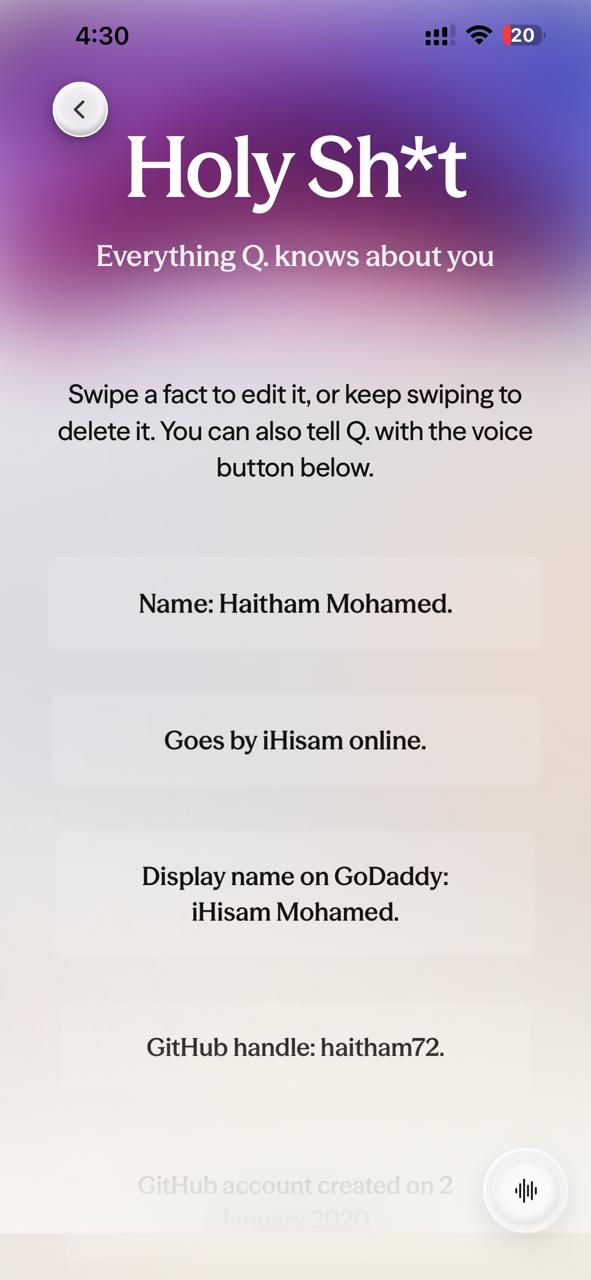 4:30
20
Holy Sh*t
Everything Q. knows about you
Swipe a fact to edit it, or keep swiping to
delete it. You can also tell Q. with the voice
button below.
Name: Haitham Mohamed.
Goes by iHisam online.
Display name on GoDaddy:
iHisam Mohamed.
GitHub handle: haitham72.
GitHub account created on 2
January 2020.